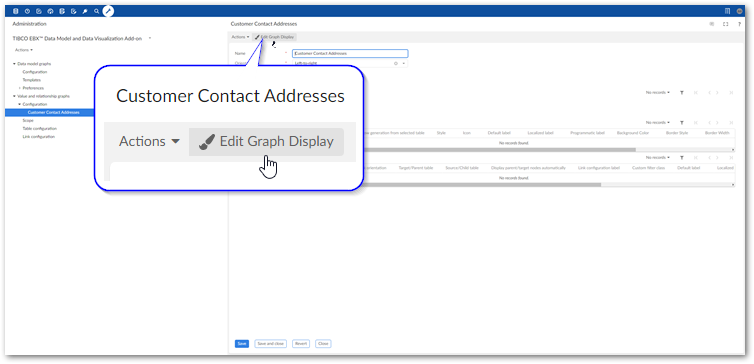 Administration
Customer Contact Addresses
TIBCO EBX™ Data Model and Data Visualization Add-on
Actions
Edit Graph Display
Actions
Name
Customer Contact Addresses
Left to right
Data model graphs
Configuration
Templates
Preferences
Value and relationship graphs
Configuration
Customer Contact Addresses
Scope
Table configuration
Link configuration
Customer Contact Addresses
Actions
Edit Graph Display
No records
No records
generation from selected table Style Icon Default label Localized label Programmatic label Background Color Border Style Border Width
No records found
No records
Target/Parent table Source/Child table Display parent/target nodes automatically Link configuration label Custom filter class Default label Localized
No records found
Save
Save and close
Revert
Close